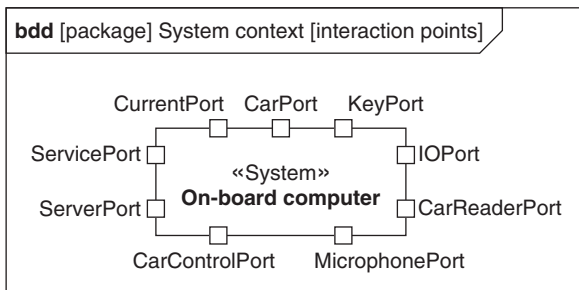 bdd [package] System context [interaction points]
CurrentPort CarPort KeyPort
ServicePort «System» IOPort
ServerPort On-board computer CarReaderPort
CarControlPort MicrophonePort